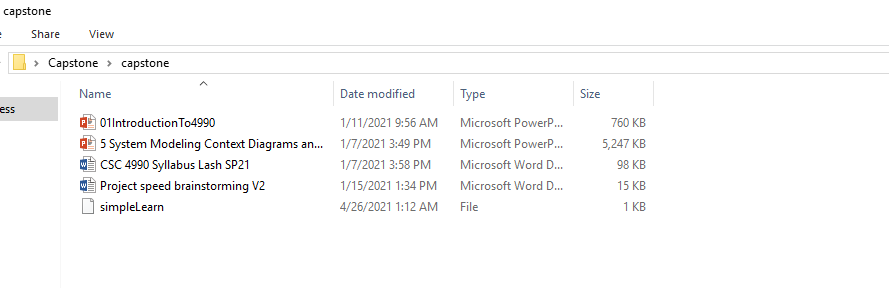 capstone
Share View
Capstone capstone
Name Date modified Type Size
ess
01IntroductionTo4990 1/11/2021 9:56 AM Microsoft PowerP... 760 KB
5 System Modeling Context Diagrams an... 1/7/2021 3:49 PM Microsoft PowerP... 5,247 KB
CSC 4990 Syllabus Lash SP21 1/7/2021 3:58 PM Microsoft Word D... 98 KB
Project speed brainstorming V2 1/15/2021 1:34 PM Microsoft Word D... 15 KB
simpleLearn 4/26/2021 1:12 AM File 1 KB